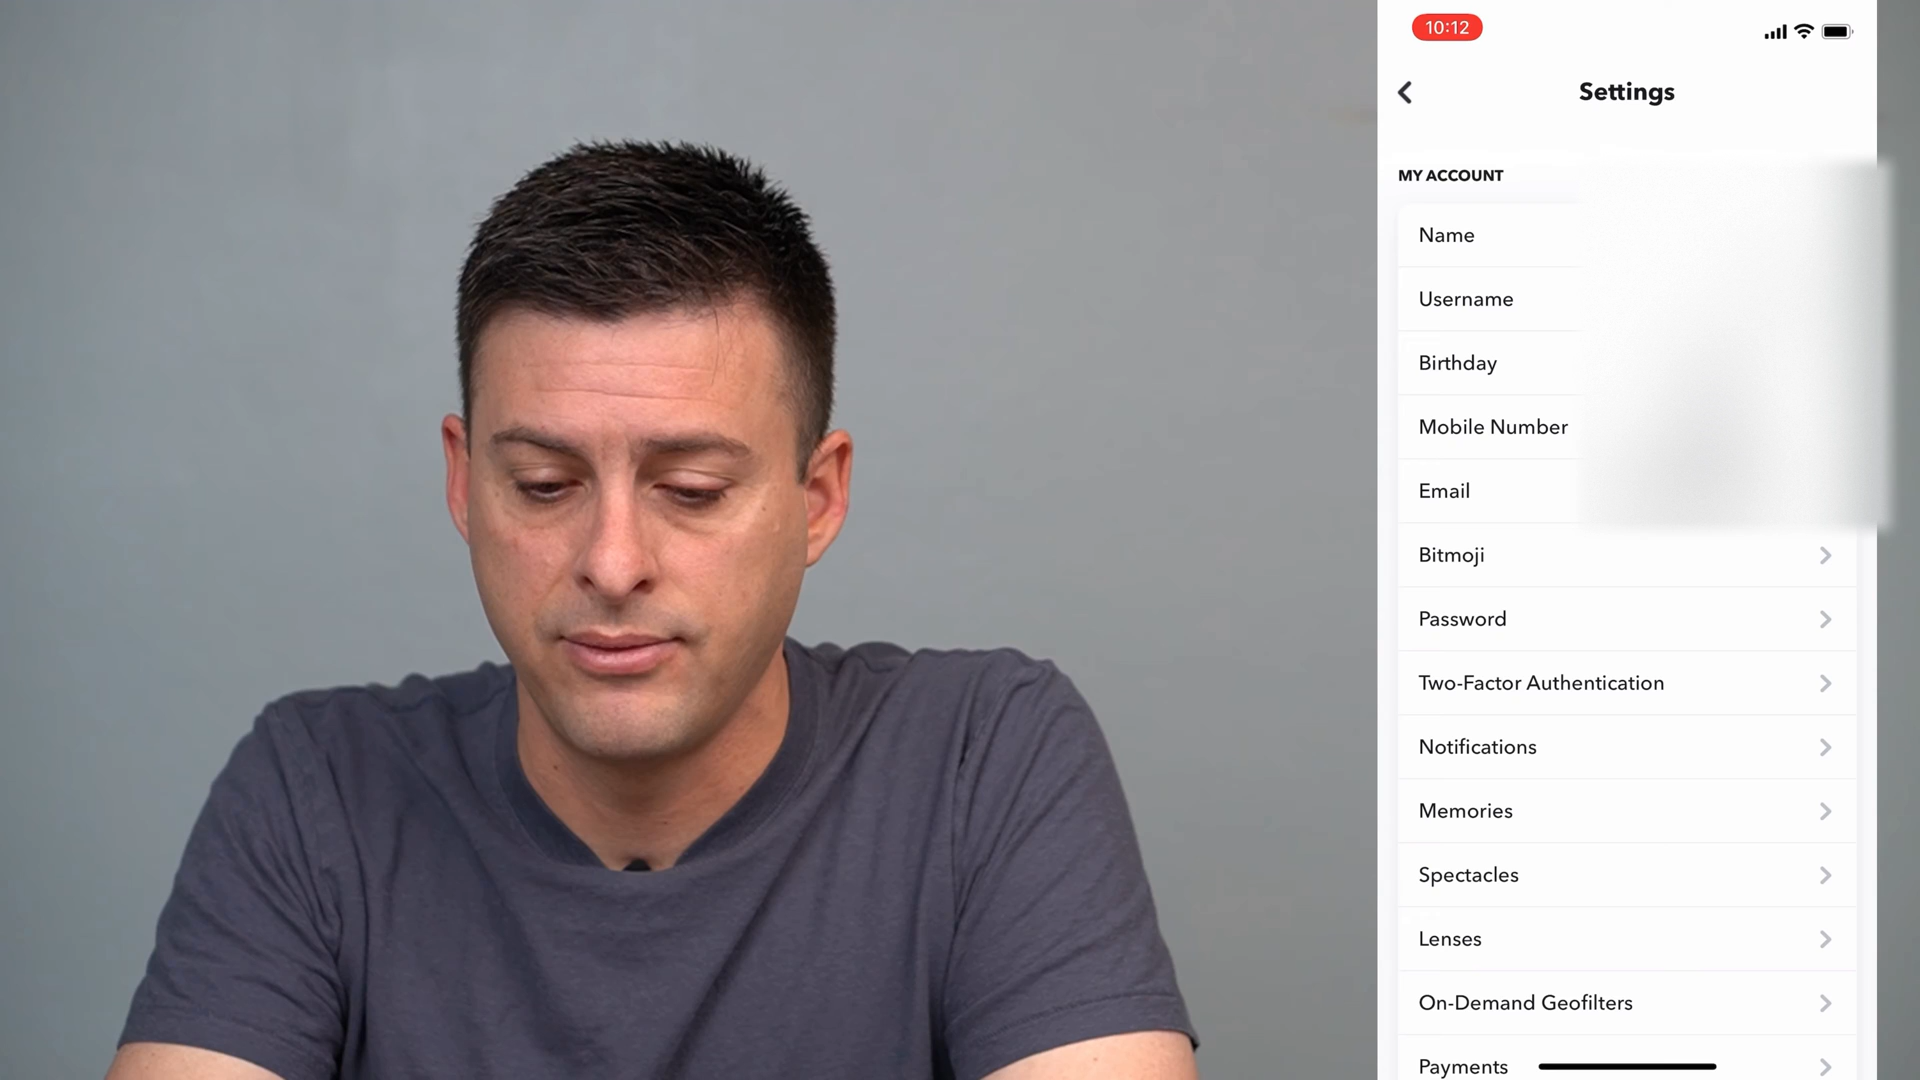 10:12
Settings
MY ACCOUNT
Name
Username
Birthday
Mobile Number
Email
Bitmoji
Password
Two-Factor Authentication
Notifications
Memories
Spectacles
Lenses
On-Demand Geofilters
Payments